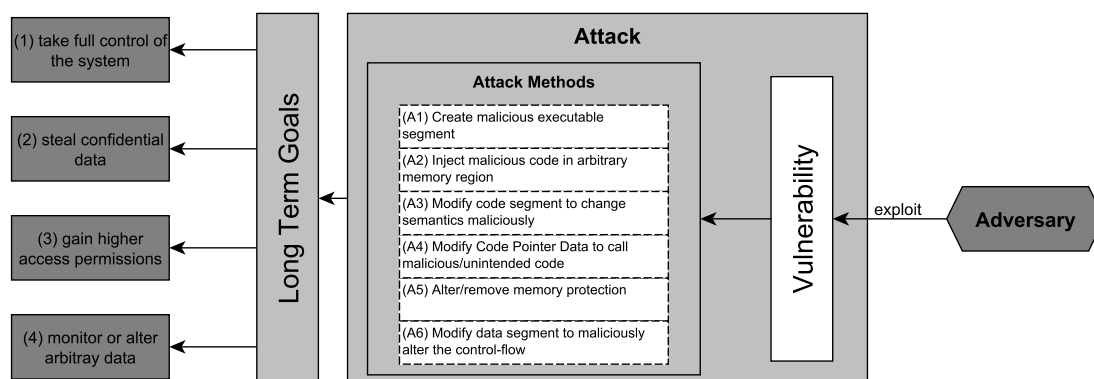 (1) take full control of
the system
(2) steal confidential
data
(3) gain higher
access permissions
(4) monitor or alter
arbitray data
Long Term Goals
Attack
Attack Methods
(A1) Create malicious executable
segment
(A2) Inject malicious code in arbitrary
memory region
(A3) Modify code segment to change
semantics maliciously
(A4) Modify Code Pointer Data to call
malicious/unintended code
(A5) Alter/remove memory protection
(A6) Modify data segment to maliciously
alter the control-flow
Vulnerability
exploit
Adversary